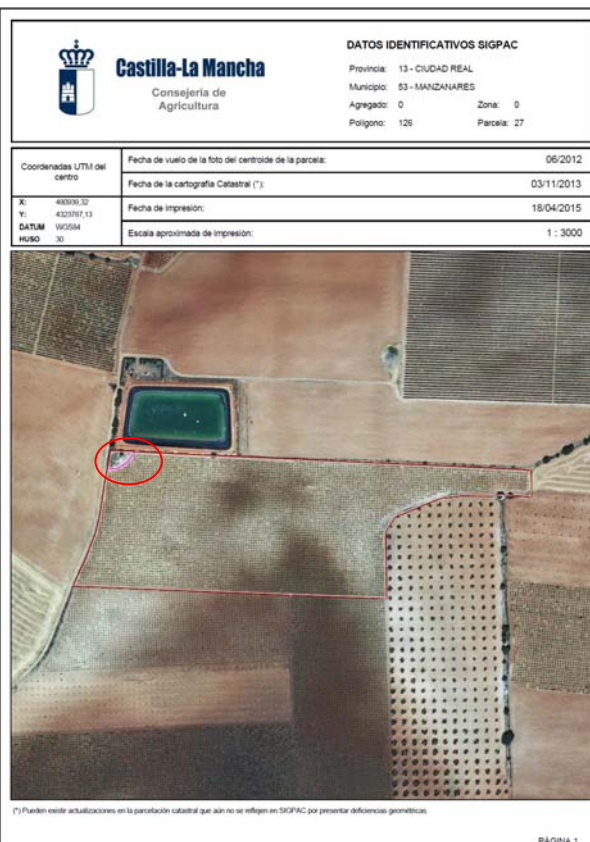 Castilla-La Mancha
Consejería de
Agricultura
DATOS IDENTIFICATIVOS SIGPAC
Provincia: 13 - CIUDAD REAL
Municipio: 53 - MANZANARES
Agregado: 0 Zona: 0
Polígono: 126 Parcela: 27
Coordenadas UTM del
centro
X:
Y: 4323787,13
DATUM WGS84
HUSO 30
Fecha de vuelo de la foto del centroide de la parcela: 06/2012
Fecha de la cartografía Catastral (*): 03/11/2013
Fecha de impresión: 18/04/2015
Escala aproximada de impresión: 1 : 3000
(*) Pueden existir actualizaciones en la parcelación catastral que aún no se reflejen en SIGPAC por presentar deficiencias geométricas.
PÁGINA 1